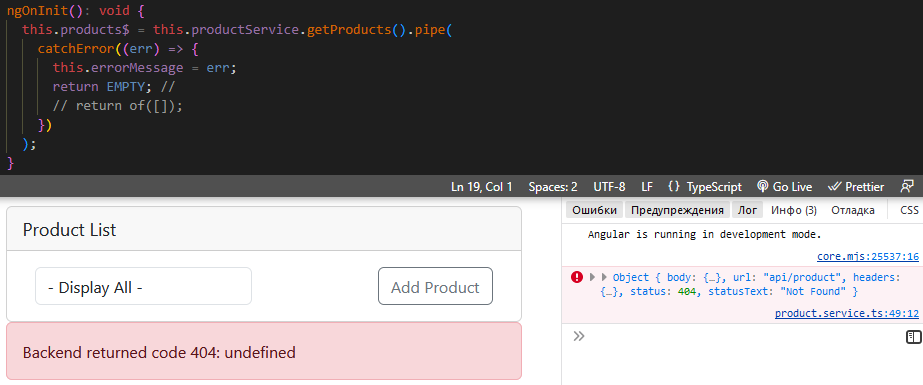 ngOnInit(): void {
this.products$ = this.productService.getProducts().pipe(
catchError((err) => {
this.errorMessage = err;
return EMPTY; //
// return of([]);
})
);
}
Ln 19, Col 1 Spaces: 2 UTF-8 LF {} TypeScript Go Live Prettier
Product List
- Display All -
Add Product
Backend returned code 404: undefined
Ошибки Предупреждения Лог Инфо (3) Отладка CSS
Angular is running in development mode.
core.mjs:25537:16
Object { body: {…}, url: "api/product", headers:
{…}, status: 404, statusText: "Not Found" }
product.service.ts:49:12